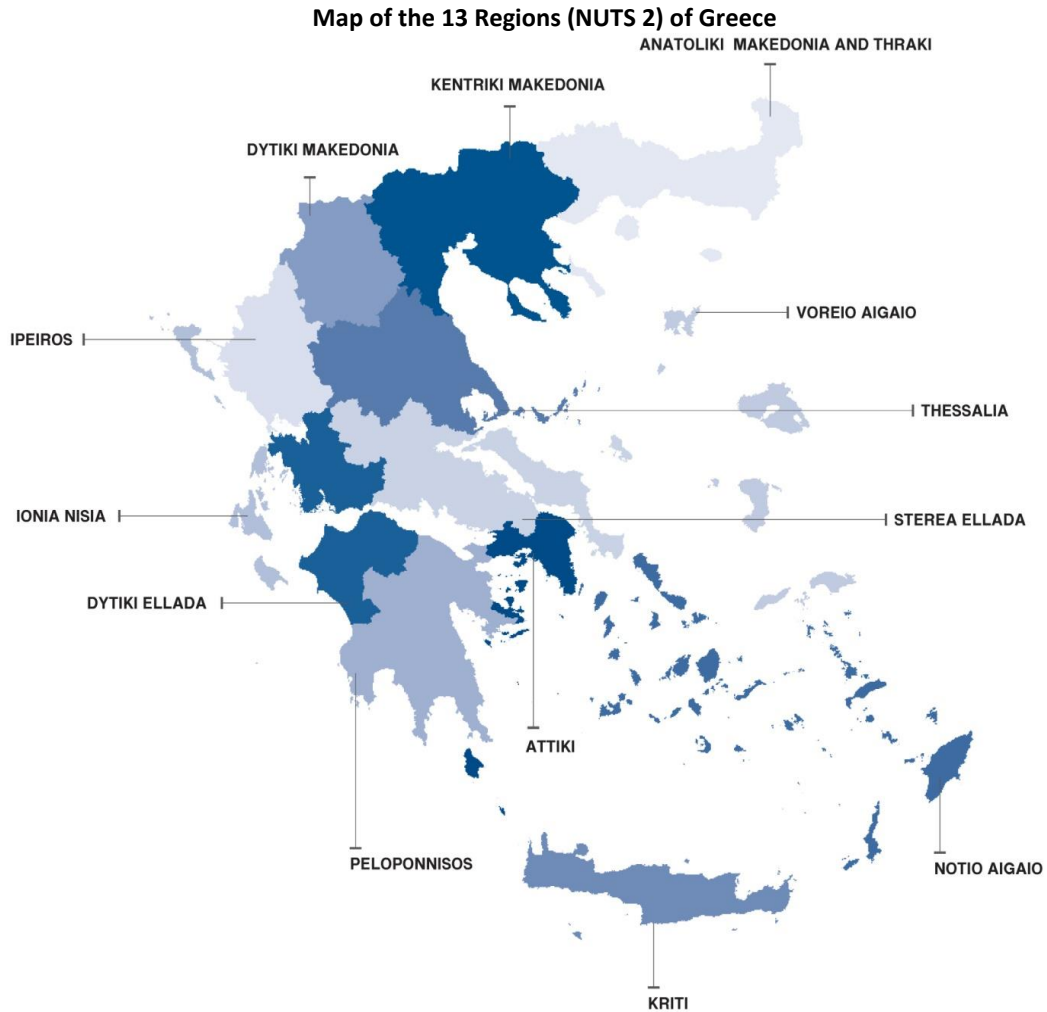 Map of the 13 Regions (NUTS 2) of Greece
ANATOLIKI MAKEDONIA AND THRAKI
KENTRIKI MAKEDONIA
DYTIKI MAKEDONIA
VOREIO AIGAIO
IPEIROS
THESSALIA
IONIA NISIA
STEREA ELLADA
DYTIKI ELLADA
ATTIKI
PELOPONNISOS
NOTIO AIGAIO
KRITI